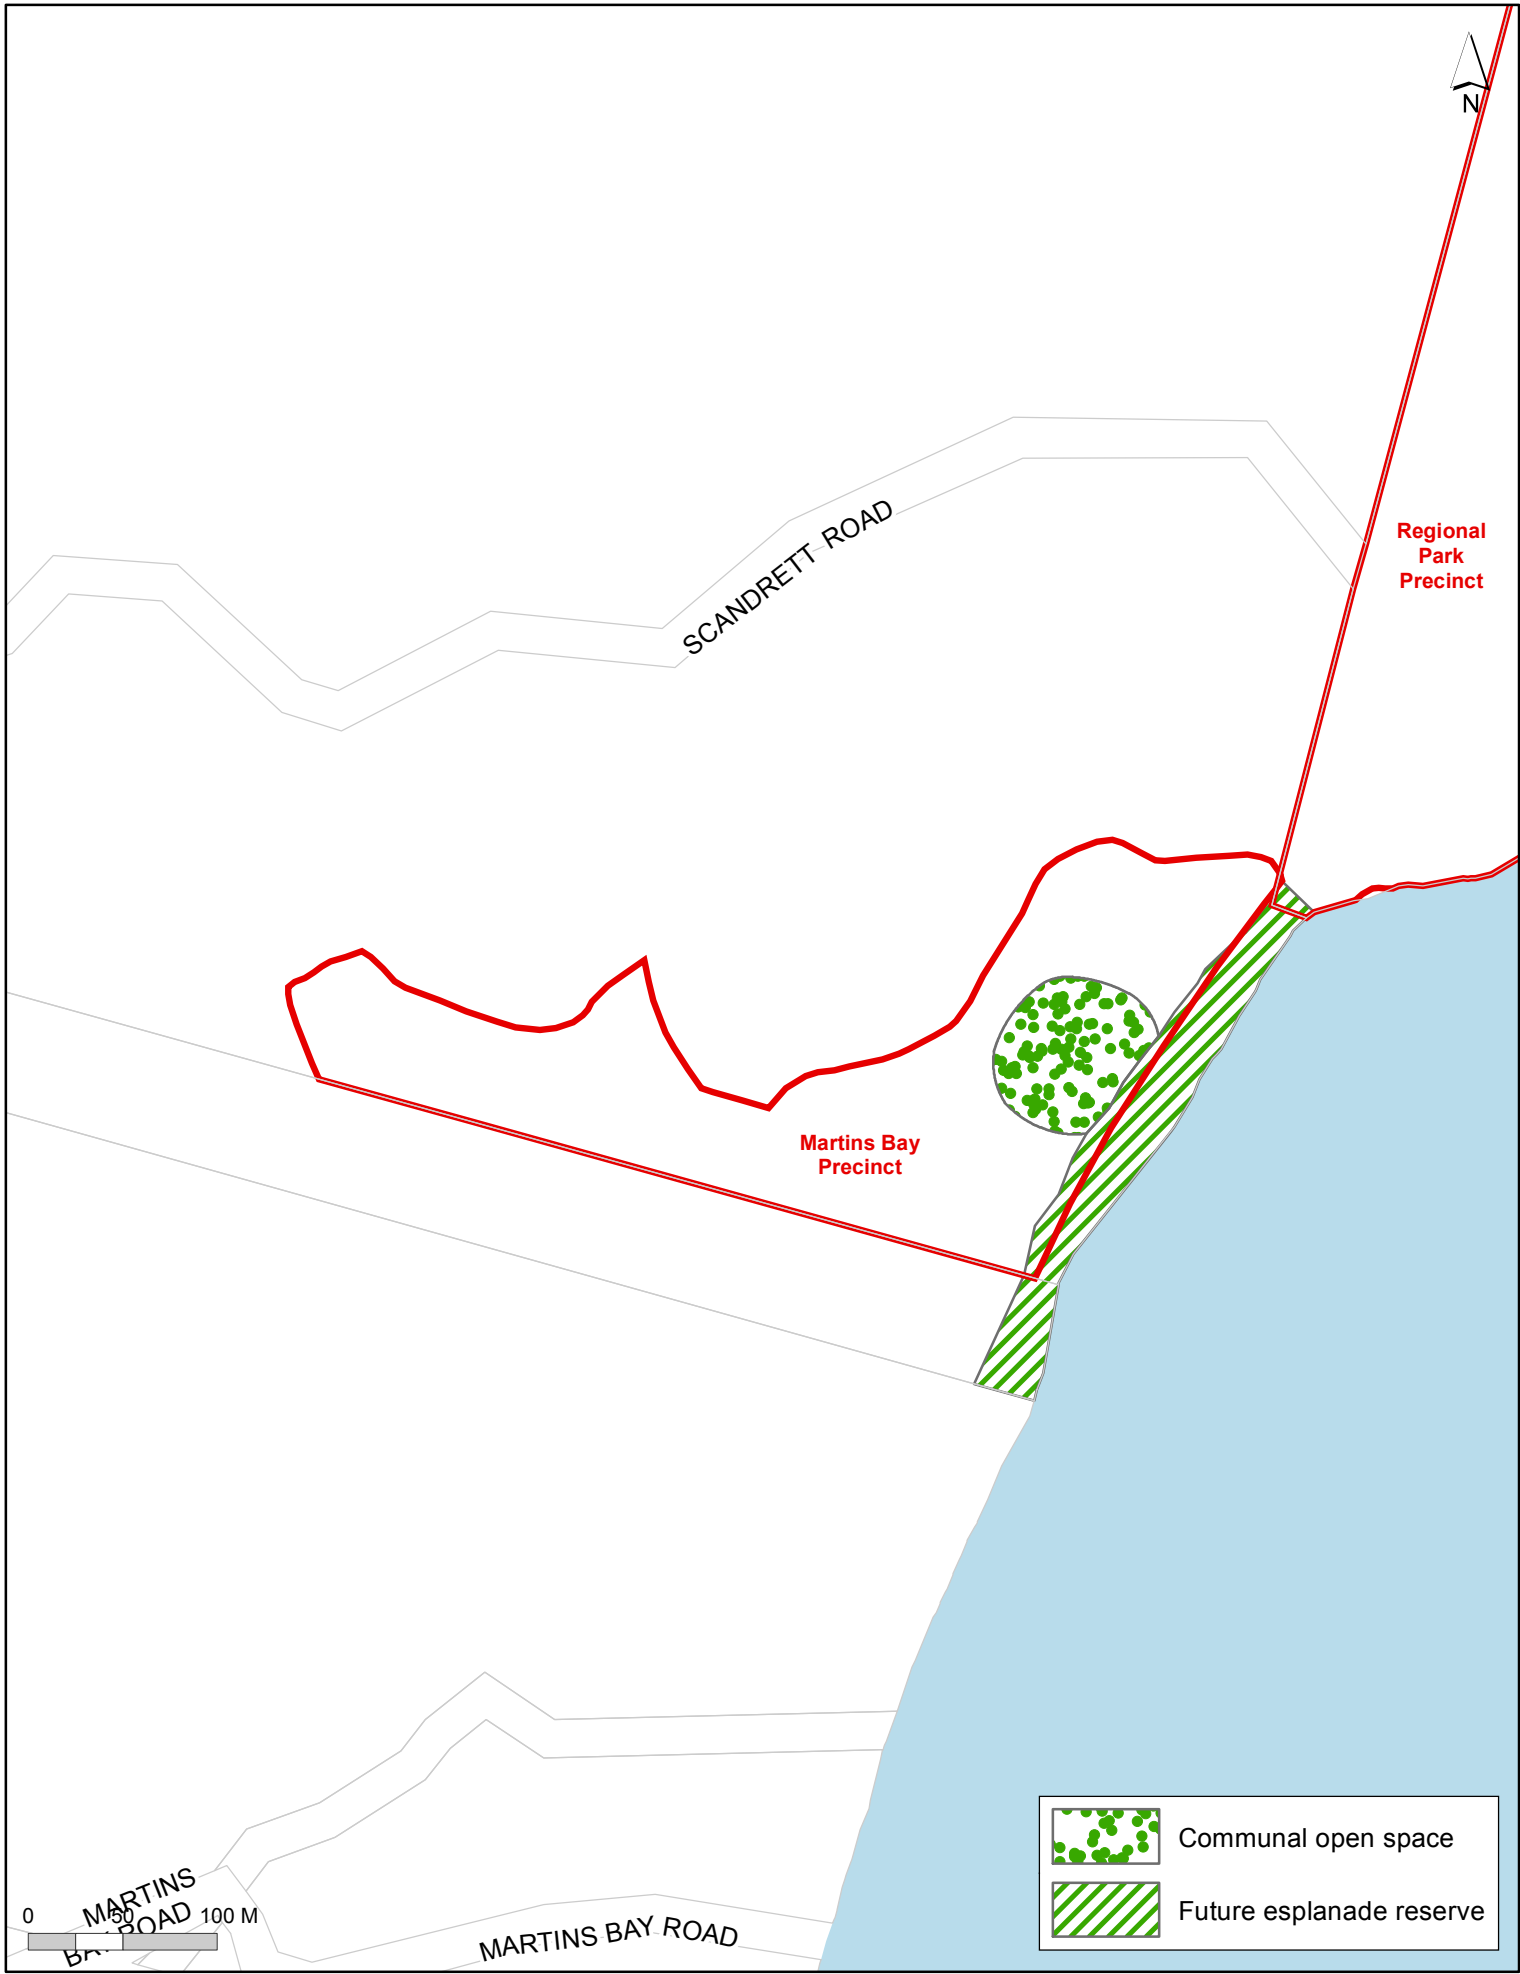 N
SCANDRETT ROAD
Regional
Park
Precinct
Martins Bay
Precinct
Communal open space
Future esplanade reserve
MARTINS
BAY ROAD
0 50 100 M
MARTINS BAY ROAD